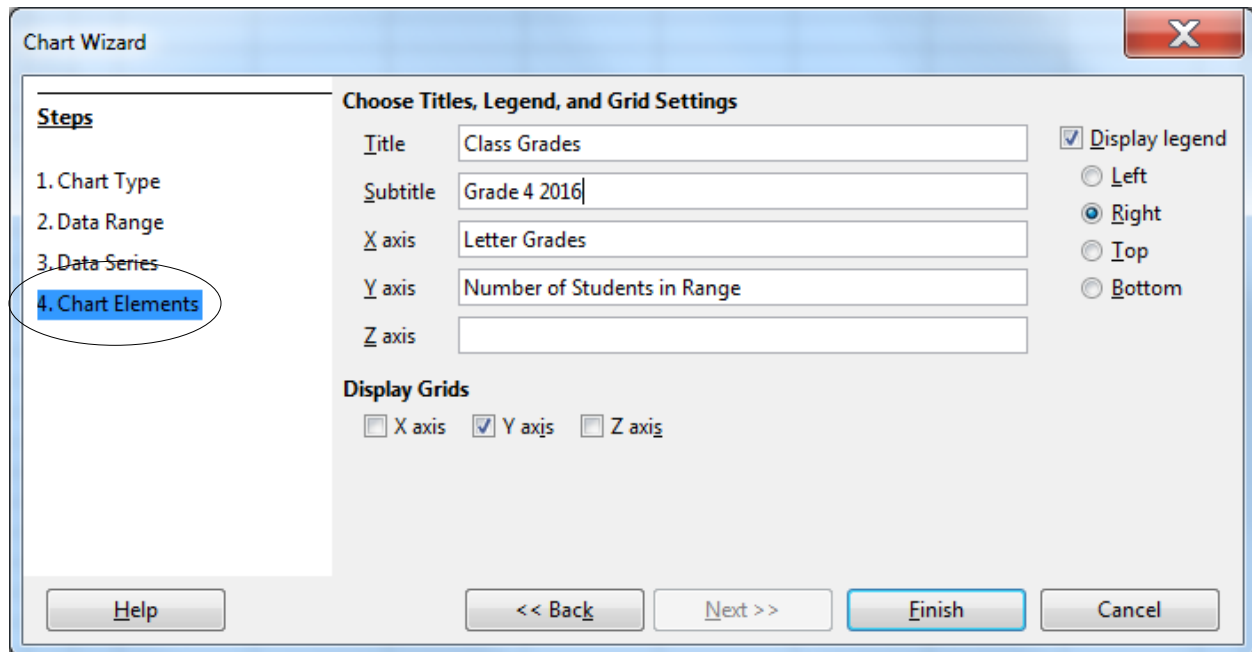 Chart Wizard
Steps
1. Chart Type
2. Data Range
3. Data Series
4. Chart Elements
Choose Titles, Legend, and Grid Settings
Title Class Grades
Subtitle Grade 4 2016
X axis Letter Grades
Y axis Number of Students in Range
Z axis
Display legend
Left
Right
Top
Bottom
Display Grids
X axis Y axis Z axis
Help << Back Next >> Finish Cancel